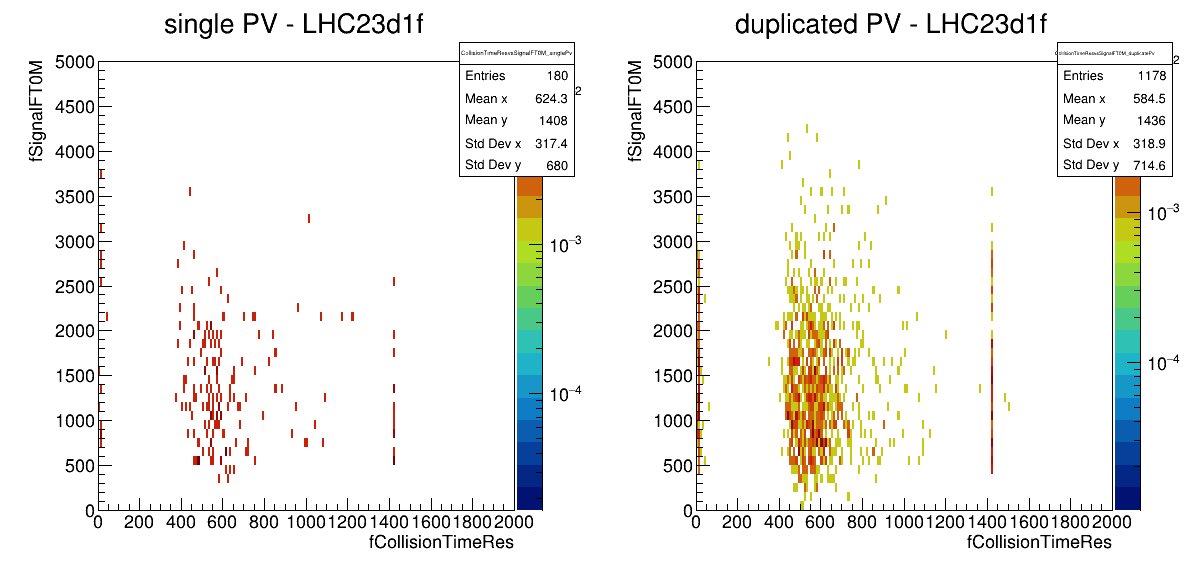 single PV - LHC23d1f
CollisionTimeResvsSignalFT0M_singlePv
Entries 180
Mean x 624.3
Mean y 1408
Std Dev x 317.4
Std Dev y 680
2
fSignalFT0M
5000
4500
4000
3500
3000
2500
2000
1500
1000
500
0
0 200 400 600 800 1000 1200 1400 1600 1800 2000
fCollisionTimeRes
10−3
10−4
duplicated PV - LHC23d1f
CollisionTimeResvsSignalFT0M_duplicatePv
Entries 1178
Mean x 584.5
Mean y 1436
Std Dev x 318.9
Std Dev y 714.6
2
fSignalFT0M
5000
4500
4000
3500
3000
2500
2000
1500
1000
500
0
0 200 400 600 800 1000 1200 1400 1600 1800 2000
fCollisionTimeRes
10−3
10−4